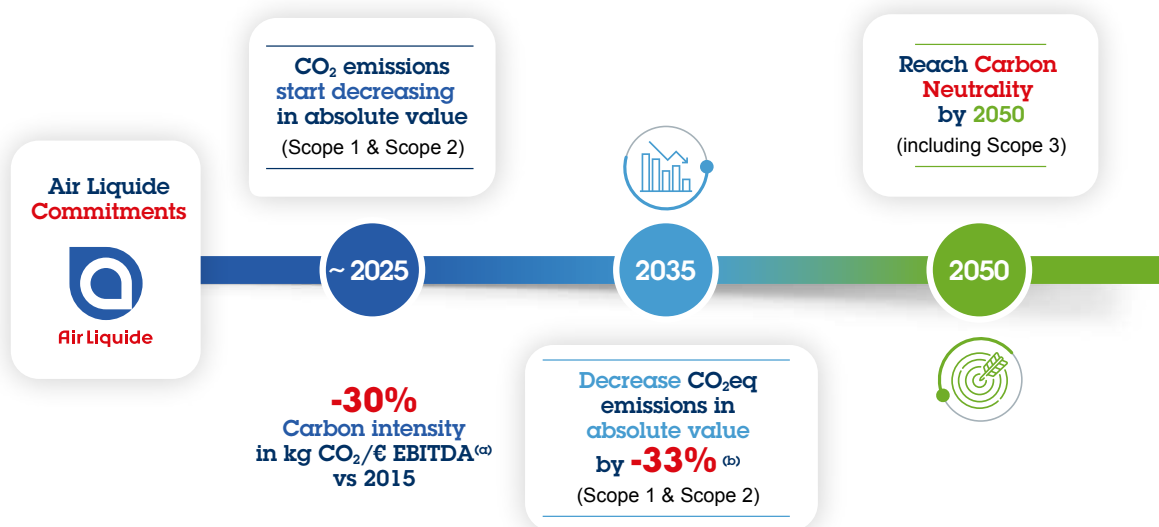 Air Liquide
Commitments
Air Liquide
CO₂ emissions
start decreasing
in absolute value
(Scope 1 & Scope 2)
~ 2025
-30%
Carbon intensity
in kg CO₂/€ EBITDA⁽ᵃ⁾
vs 2015
2035
Decrease CO₂eq
emissions in
absolute value
by -33% ⁽ᵇ⁾
(Scope 1 & Scope 2)
Reach Carbon
Neutrality
by 2050
(including Scope 3)
2050